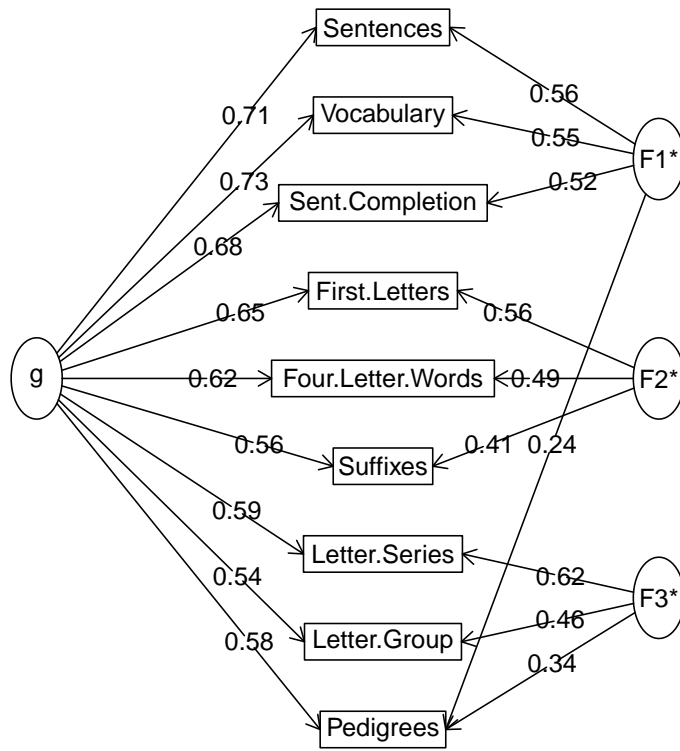 Sentences
0.56
0.71
Vocabulary
0.55
F1*
0.73
0.52
Sent.Completion
0.68
First.Letters
0.65
0.56
g
0.62
Four.Letter.Words
0.49
F2*
0.56
Suffixes
0.41
0.24
0.59
Letter.Series
0.54
0.62
F3*
0.46
0.58
Letter.Group
0.34
Pedigrees